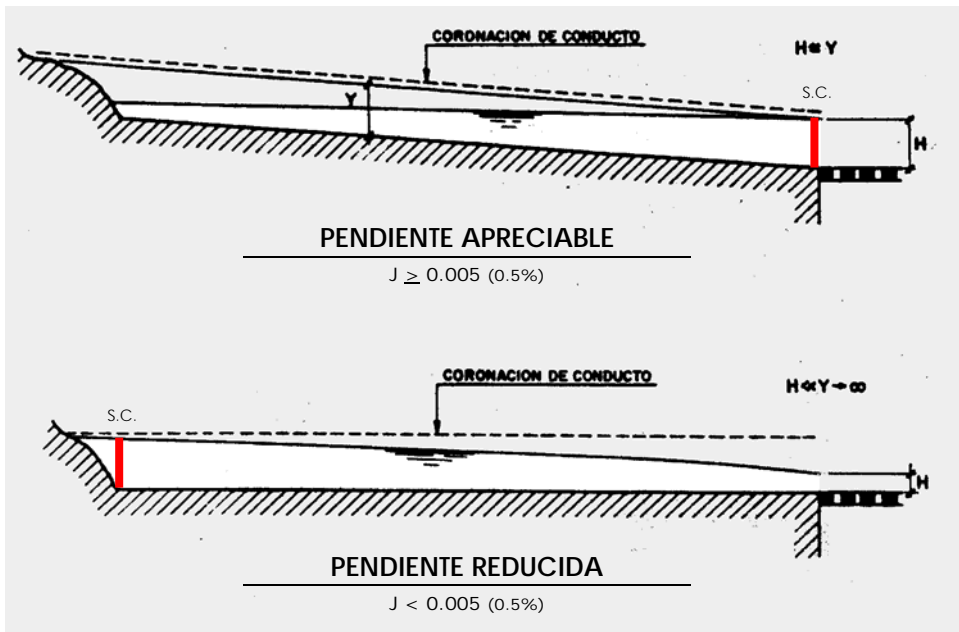 CORONACION DE CONDUCTO
H≪Y
S.C.
Y
H
PENDIENTE APRECIABLE
J ≥ 0.005 (0.5%)
CORONACION DE CONDUCTO
H≪Y→∞
S.C.
H
PENDIENTE REDUCIDA
J < 0.005 (0.5%)